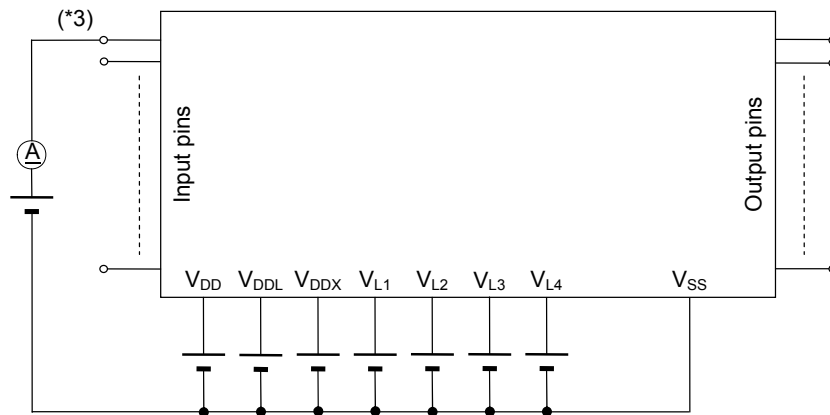 (*3)
A
Input pins
Output pins
V_DD V_DDL V_DDX V_L1 V_L2 V_L3 V_L4 V_SS